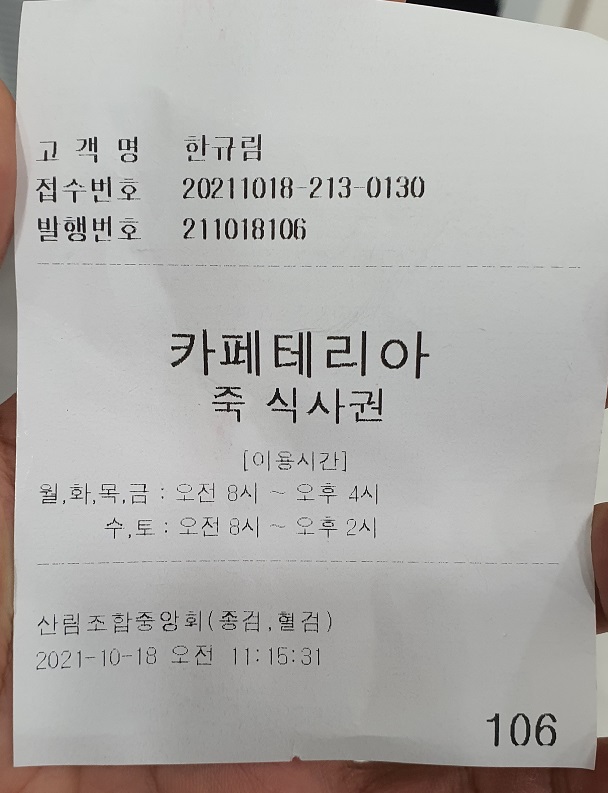 고 객 명 한규림
접수번호 20211018-213-0130
발행번호 211018106
카페테리아
죽 식사권
[이용시간]
월,화,목,금 : 오전 8시 ~ 오후 4시
수,토 : 오전 8시 ~ 오후 2시
산림조합중앙회(종검,혈검)
2021-10-18 오전 11:15:31
106